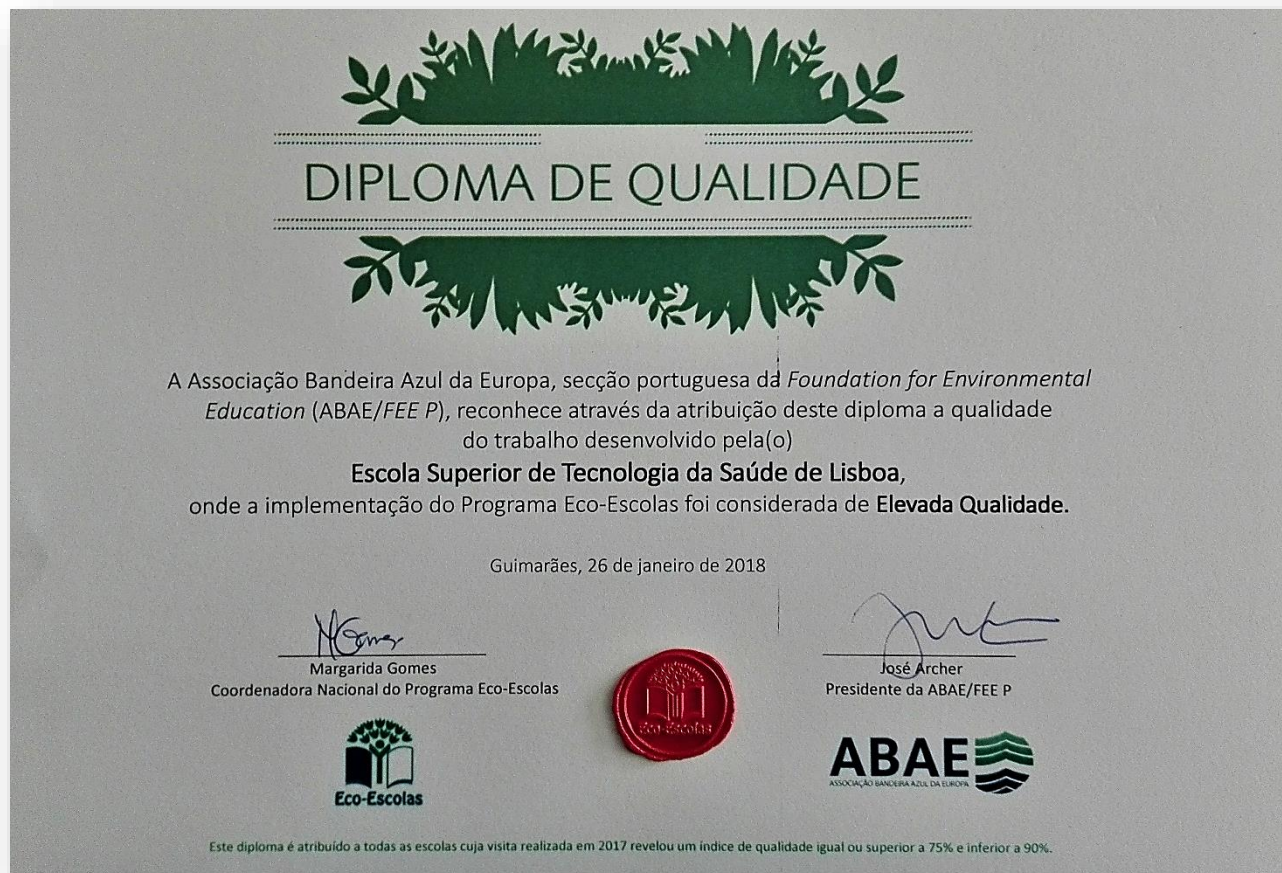 DIPLOMA DE QUALIDADE
A Associação Bandeira Azul da Europa, secção portuguesa da Foundation for Environmental
Education (ABAE/FEE P), reconhece através da atribuição deste diploma a qualidade
do trabalho desenvolvido pela(o)
Escola Superior de Tecnologia da Saúde de Lisboa,
onde a implementação do Programa Eco-Escolas foi considerada de Elevada Qualidade.
Guimarães, 26 de janeiro de 2018
MGomes
Margarida Gomes
Coordenadora Nacional do Programa Eco-Escolas
José Archer
Presidente da ABAE/FEE P
Eco-Escolas
Eco-Escolas
ABAE
ASSOCIAÇÃO BANDEIRA AZUL DA EUROPA
Este diploma é atribuído a todas as escolas cuja visita realizada em 2017 revelou um índice de qualidade igual ou superior a 75% e inferior a 90%.